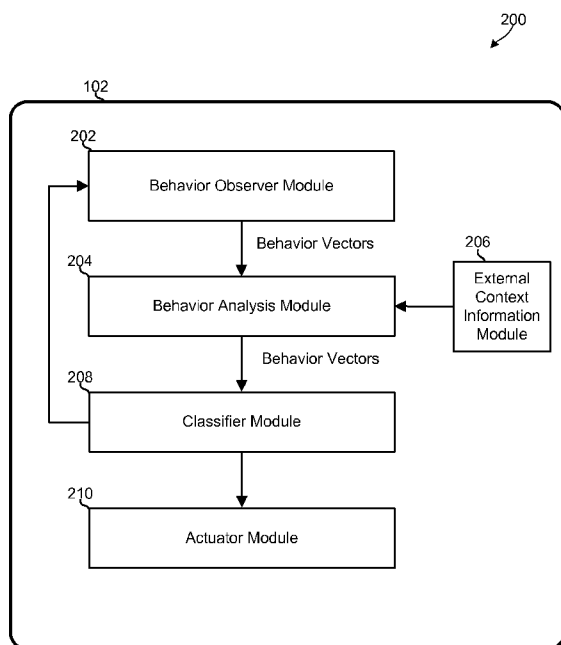 200
102
202
Behavior Observer Module
Behavior Vectors
204
Behavior Analysis Module
206
External
Context
Information
Module
Behavior Vectors
208
Classifier Module
210
Actuator Module